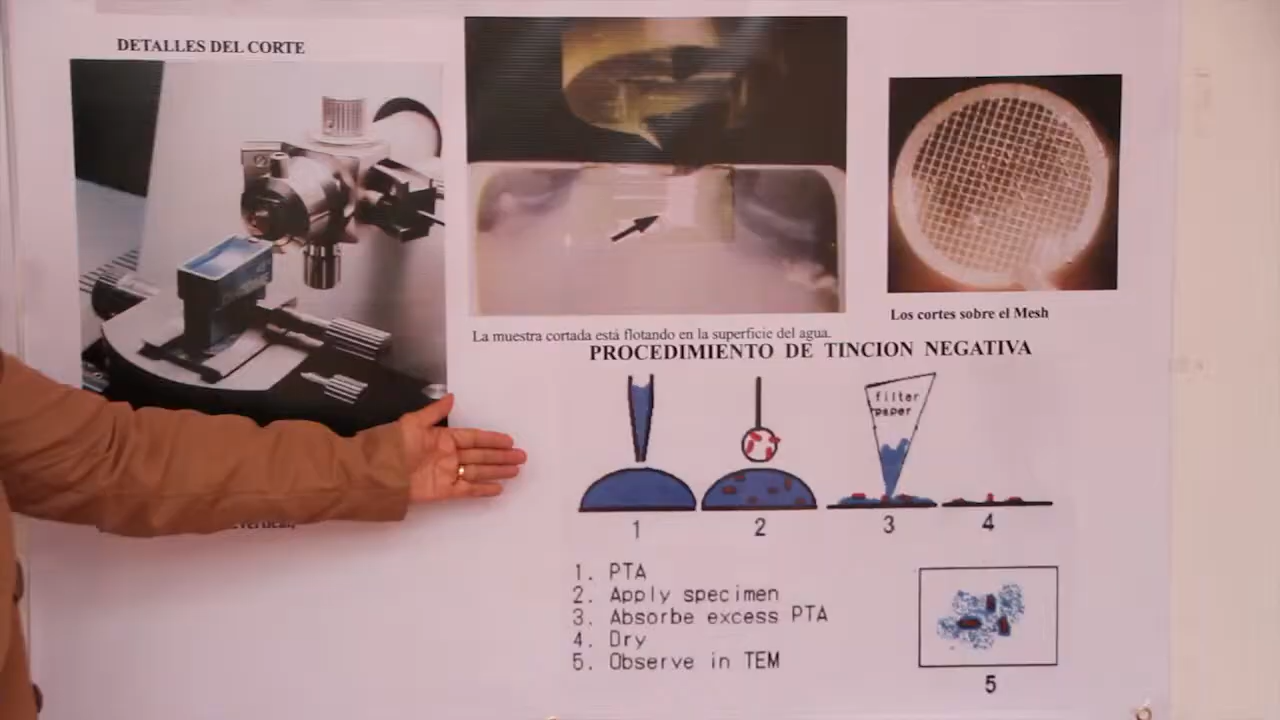 DETALLES DEL CORTE
La muestra cortada está flotando en la superficie del agua.
Los cortes sobre el Mesh
PROCEDIMIENTO DE TINCION NEGATIVA
filter
paper
1
2
3
4
1. PTA
2. Apply specimen
3. Absorbe excess PTA
4. Dry
5. Observe in TEM
5